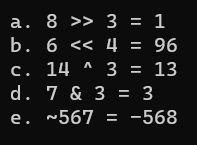 a. 8 >> 3 = 1
b. 6 << 4 = 96
c. 14 ^ 3 = 13
d. 7 & 3 = 3
e. ~567 = -568